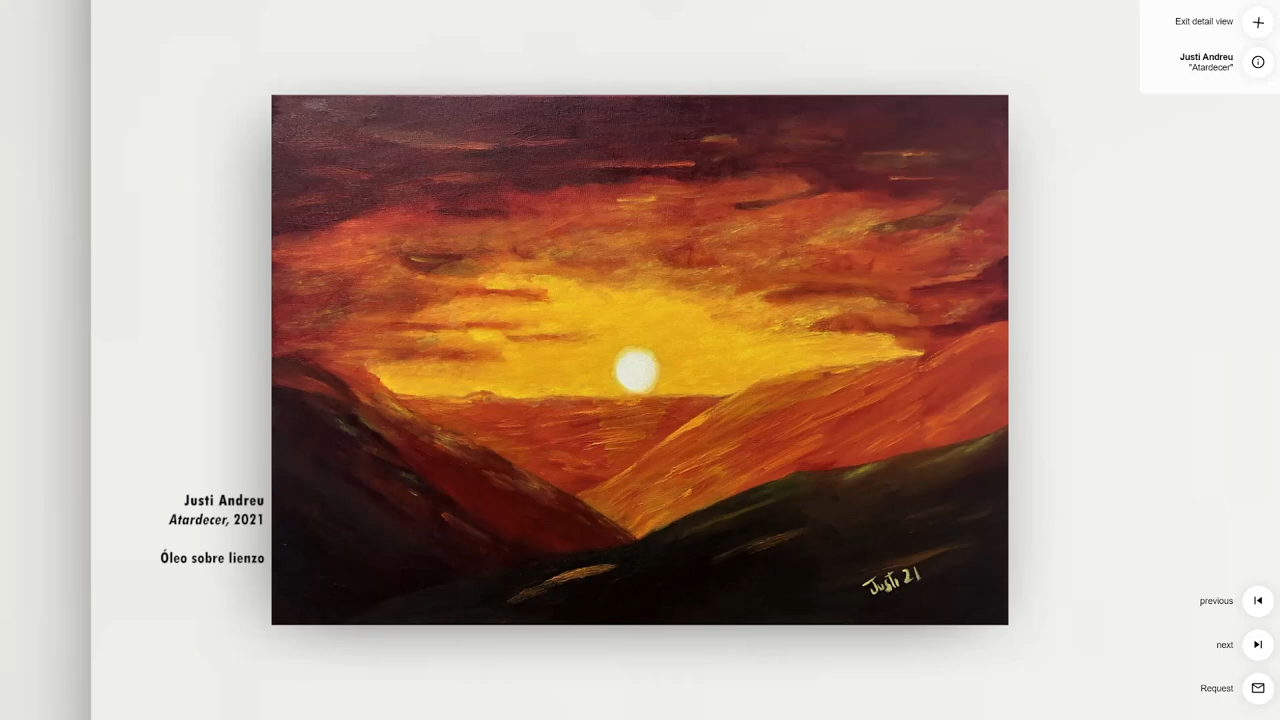 Exit detail view
Justi Andreu
"Atardecer"
Justi Andreu
Atardecer, 2021
Óleo sobre lienzo
Justi 21
previous
next
Request